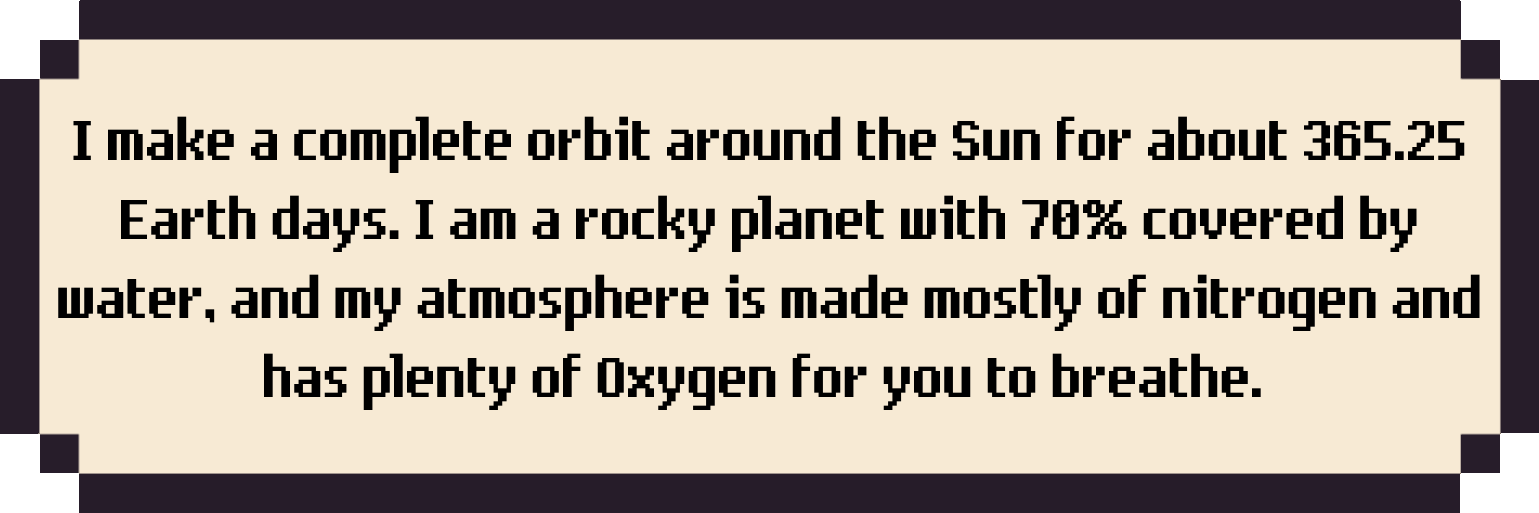 I make a complete orbit around the Sun for about 365.25
Earth days. I am a rocky planet with 70% covered by
water, and my atmosphere is made mostly of nitrogen and
has plenty of Oxygen for you to breathe.